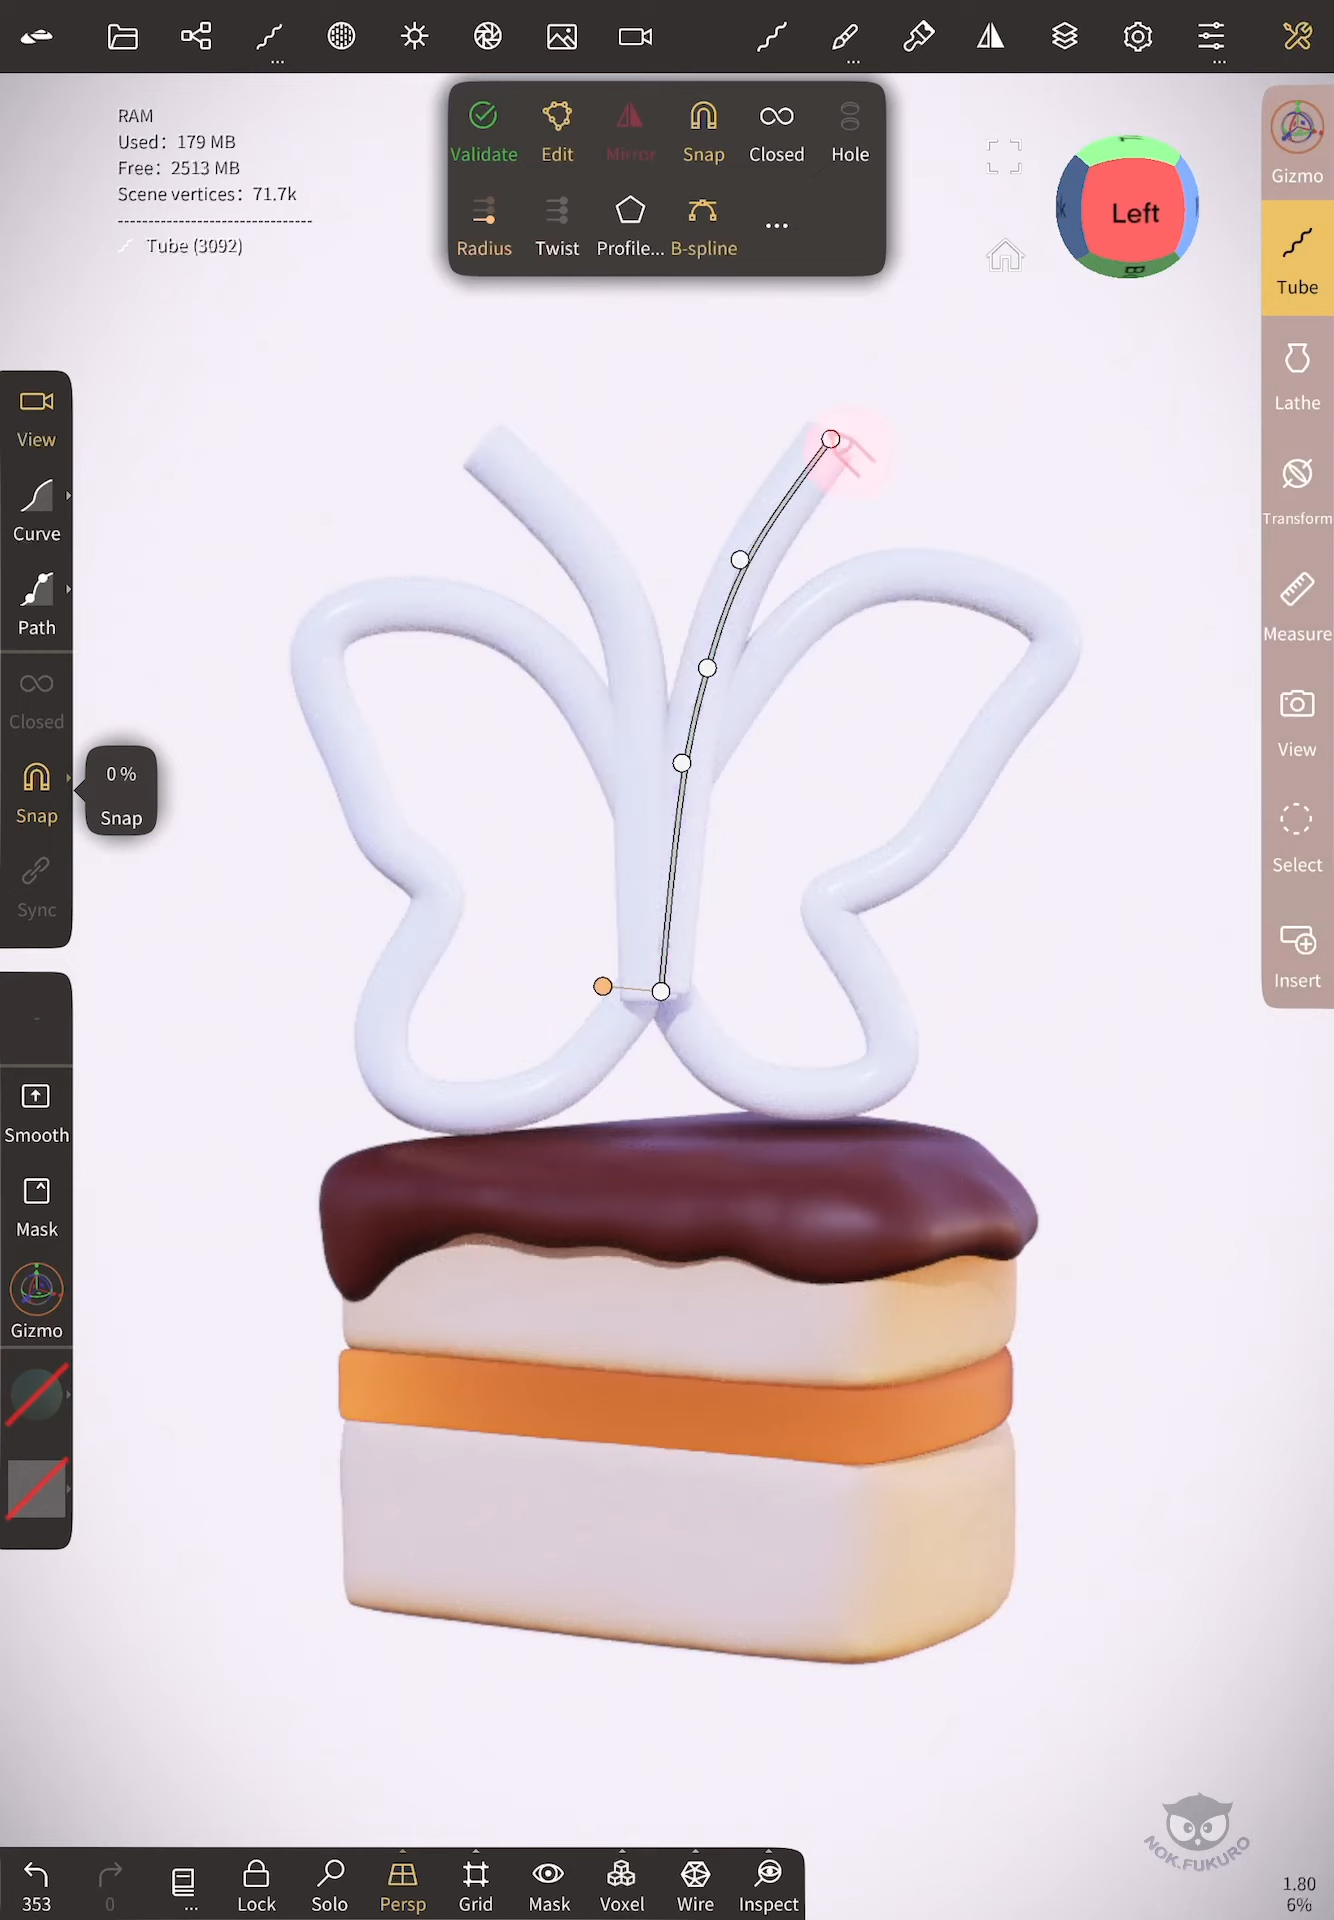 RAM
Used: 179 MB
Free: 2513 MB
Scene vertices: 71.7k
-------------------------------
Tube (3092)
Validate
Edit
Mirror
Snap
Closed
Hole
Radius
Twist
Profile...
B-spline
...
Left
Gizmo
Tube
Lathe
Transform
Measure
View
Select
Insert
View
Curve
Path
Closed
Snap
Sync
0 %
Snap
-
Smooth
Mask
Gizmo
NOK.FUKURO
353
0
...
Lock
Solo
Persp
Grid
Mask
Voxel
Wire
Inspect
1.80
6%